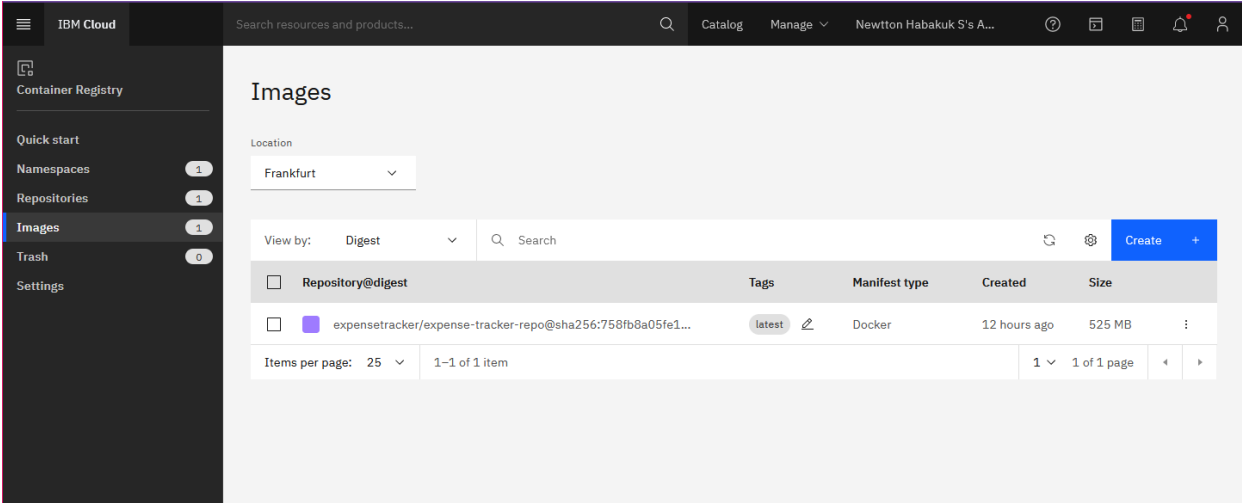 IBM Cloud
Search resources and products...
Catalog
Manage
Newtton Habakuk S's A...
Container Registry
Quick start
Namespaces 1
Repositories 1
Images 1
Trash 0
Settings
Images
Location
Frankfurt
View by: Digest
Search
Create +
Repository@digest Tags Manifest type Created Size
expensetracker/expense-tracker-repo@sha256:758fb8a05fe1... latest Docker 12 hours ago 525 MB
Items per page: 25 1–1 of 1 item 1 1 of 1 page